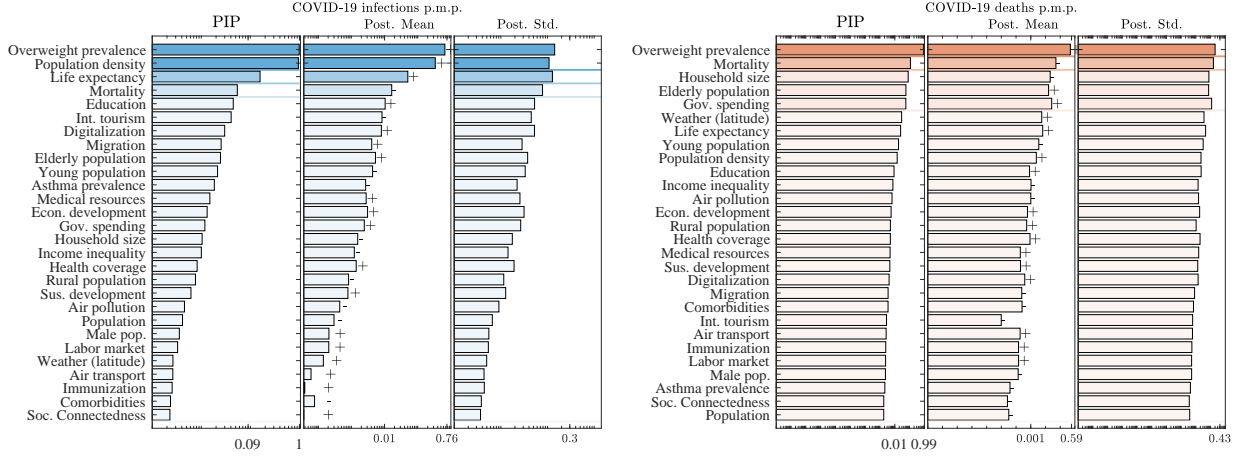 COVID-19 infections p.m.p.
PIP Post. Mean Post. Std.
Overweight prevalence
Population density
Life expectancy
Mortality
Education
Int. tourism
Digitalization
Migration
Elderly population
Young population
Asthma prevalence
Medical resources
Econ. development
Gov. spending
Household size
Income inequality
Health coverage
Rural population
Sus. development
Air pollution
Population
Male pop.
Labor market
Weather (latitude)
Air transport
Immunization
Comorbidities
Soc. Connectedness
0.09 1 0.01 0.76 0.3
COVID-19 deaths p.m.p.
PIP Post. Mean Post. Std.
Overweight prevalence
Mortality
Household size
Elderly population
Gov. spending
Weather (latitude)
Life expectancy
Young population
Population density
Education
Income inequality
Air pollution
Econ. development
Rural population
Health coverage
Medical resources
Sus. development
Digitalization
Migration
Comorbidities
Int. tourism
Air transport
Immunization
Labor market
Male pop.
Asthma prevalence
Soc. Connectedness
Population
0.01 0.99 0.001 0.59 0.43